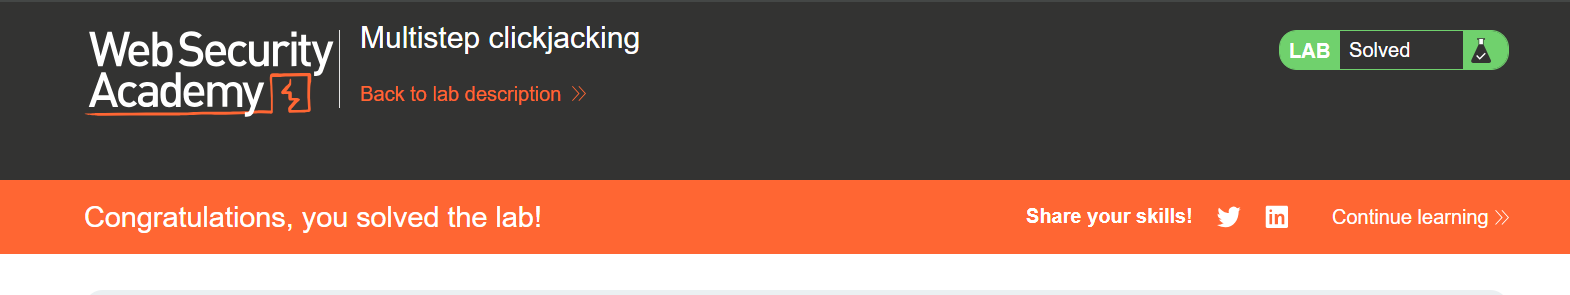 Web Security
Academy
Multistep clickjacking
Back to lab description
LAB Solved
Congratulations, you solved the lab!
Share your skills!
Continue learning